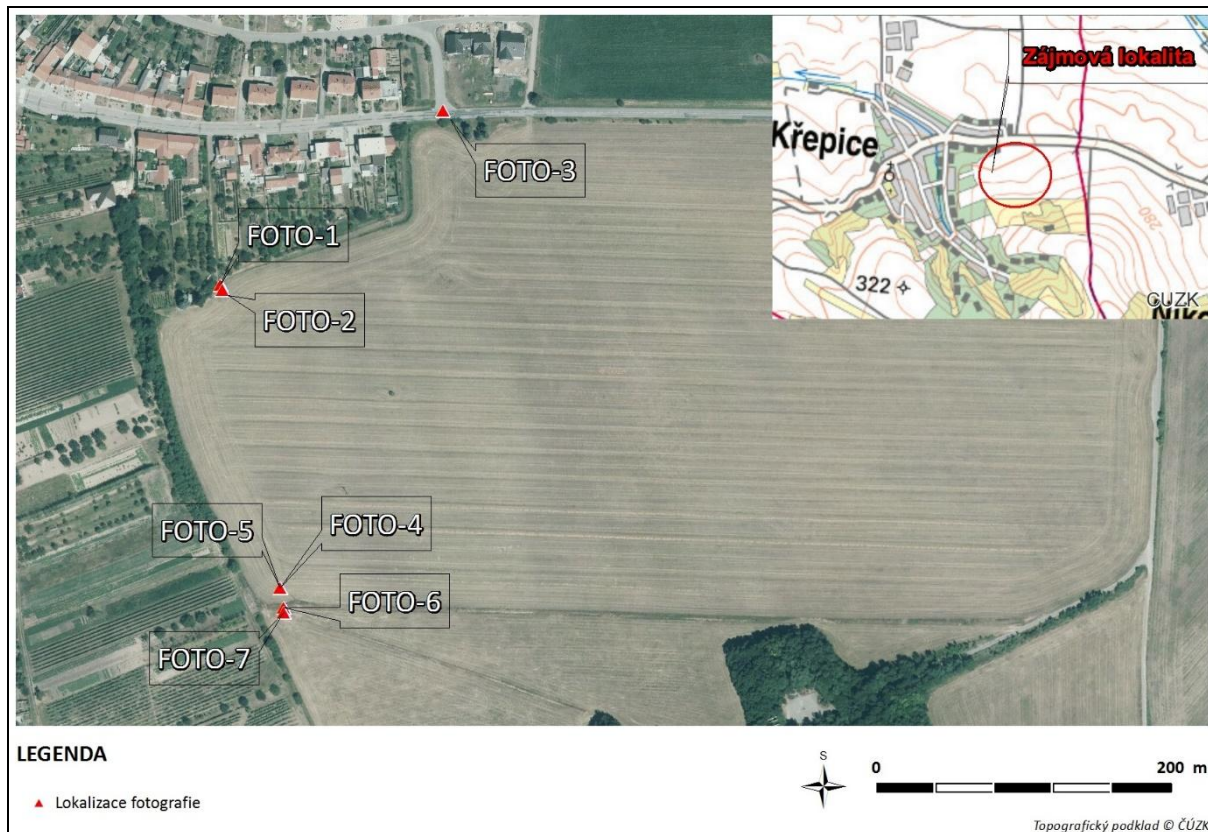 Zájmová lokalita
Křepice
322
280
CUZK
FOTO-3
FOTO-1
FOTO-2
FOTO-5
FOTO-4
FOTO-6
FOTO-7
LEGENDA
Lokalizace fotografie
S
0
200 m
Topografický podklad © ČÚZK